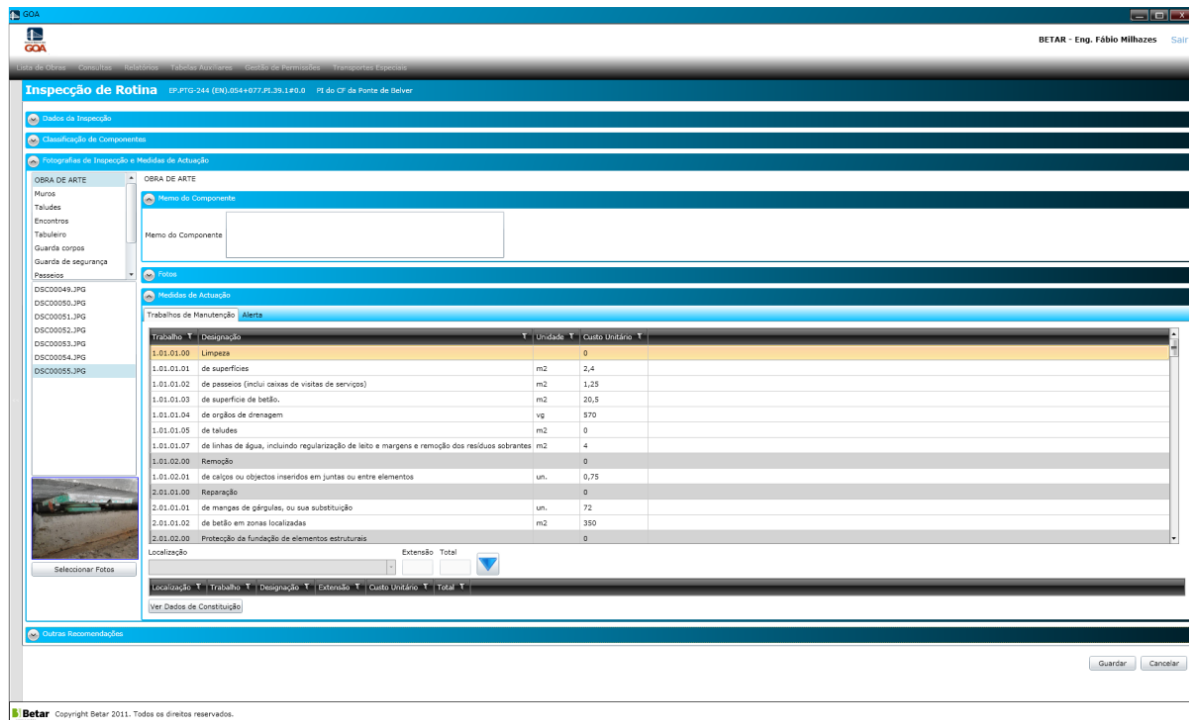 GOA
GOA
BETAR - Eng. Fábio Milhazes Sair
Lista de Obras Consultas Relatórios Tabelas Auxiliares Gestão de Permissões Transportes Especiais
Inspecção de Rotina EP.PTG-244 (EN).054+077.PI.39.1#0.0 PI do CF da Ponte de Belver
Dados da Inspecção
Classificação de Componentes
Fotografias de Inspecção e Medidas de Actuação
OBRA DE ARTE
Muros
Taludes
Encontros
Tabuleiro
Guarda corpos
Guarda de segurança
Passeios
DSC00049.JPG
DSC00050.JPG
DSC00051.JPG
DSC00052.JPG
DSC00053.JPG
DSC00054.JPG
DSC00055.JPG
Seleccionar Fotos
OBRA DE ARTE
Memo do Componente
Memo do Componente
Fotos
Medidas de Actuação
Trabalhos de Manutenção Alerta
Trabalho Designação Unidade Custo Unitário
1.01.01.00 Limpeza 0
1.01.01.01 de superfícies m2 2,4
1.01.01.02 de passeios (inclui caixas de visitas de serviços) m2 1,25
1.01.01.03 de superficie de betão. m2 20,5
1.01.01.04 de orgãos de drenagem vg 570
1.01.01.05 de taludes m2 0
1.01.01.07 de linhas de água, incluindo regularização de leito e margens e remoção dos resíduos sobrantes m2 4
1.01.02.00 Remoção 0
1.01.02.01 de calços ou objectos inseridos em juntas ou entre elementos un. 0,75
2.01.01.00 Reparação 0
2.01.01.01 de mangas de gárgulas, ou sua substituição un. 72
2.01.01.02 de betão em zonas localizadas m2 350
2.01.02.00 Protecção da fundação de elementos estruturais 0
Localização Extensão Total
Localização Trabalho Designação Extensão Custo Unitário Total
Ver Dados de Constituição
Outras Recomendações
Guardar Cancelar
Betar Copyright Betar 2011. Todos os direitos reservados.